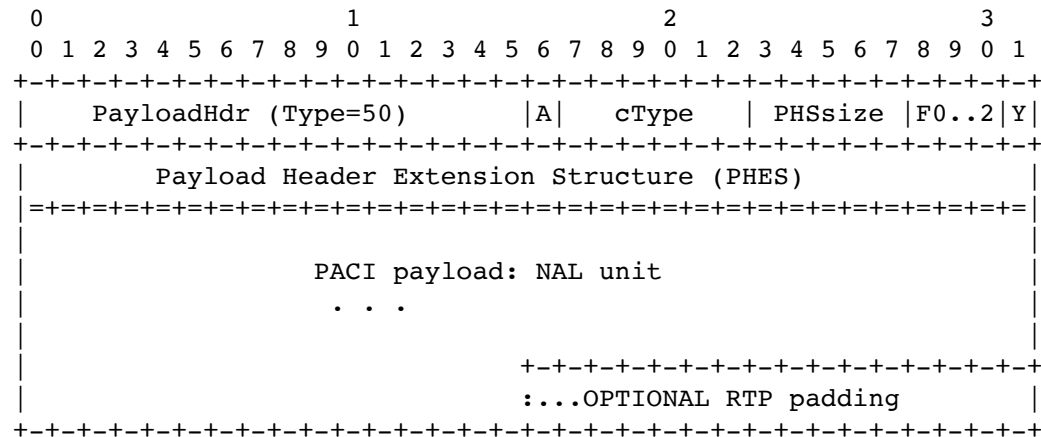 0                   1                   2                   3
 0 1 2 3 4 5 6 7 8 9 0 1 2 3 4 5 6 7 8 9 0 1 2 3 4 5 6 7 8 9 0 1
+-+-+-+-+-+-+-+-+-+-+-+-+-+-+-+-+-+-+-+-+-+-+-+-+-+-+-+-+-+-+-+-+
|    PayloadHdr (Type=50)       |A|   cType   | PHSsize |F0..2|Y|
+-+-+-+-+-+-+-+-+-+-+-+-+-+-+-+-+-+-+-+-+-+-+-+-+-+-+-+-+-+-+-+-+
|        Payload Header Extension Structure (PHES)              |
|=+=+=+=+=+=+=+=+=+=+=+=+=+=+=+=+=+=+=+=+=+=+=+=+=+=+=+=+=+=+=+=|
|                                                               |
|                  PACI payload: NAL unit                       |
|                   . . .                                       |
|                                                               |
|                               +-+-+-+-+-+-+-+-+-+-+-+-+-+-+-+-+
|                               :...OPTIONAL RTP padding        |
+-+-+-+-+-+-+-+-+-+-+-+-+-+-+-+-+-+-+-+-+-+-+-+-+-+-+-+-+-+-+-+-+